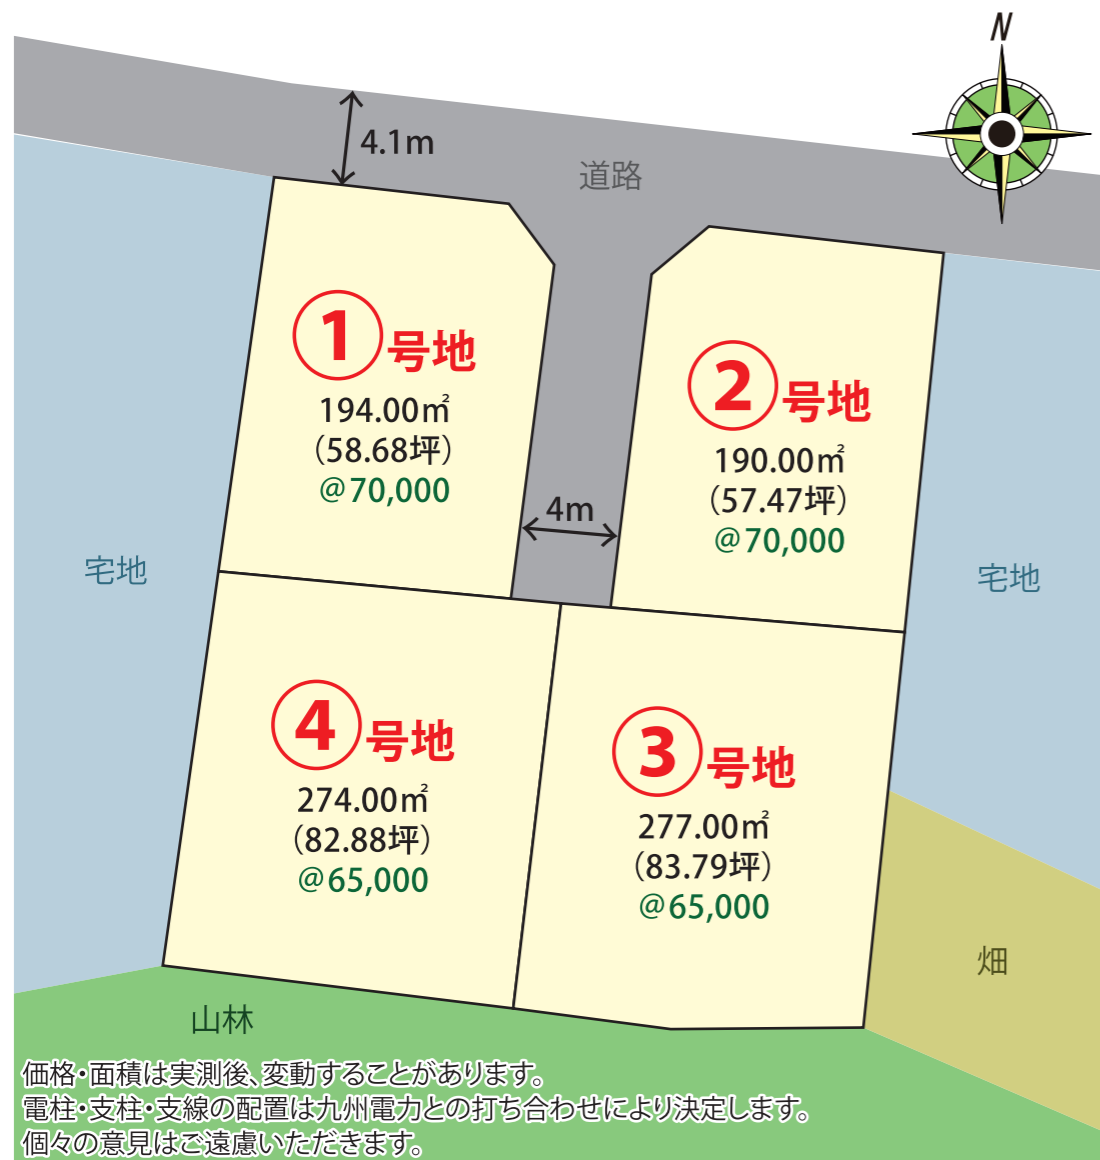 N
4.1m
道路
①号地
194.00㎡
（58.68坪）
＠70,000
②号地
190.00㎡
（57.47坪）
＠70,000
4m
宅地
宅地
④号地
274.00㎡
（82.88坪）
＠65,000
③号地
277.00㎡
（83.79坪）
＠65,000
畑
山林
価格・面積は実測後、変動することがあります。
電柱・支柱・支線の配置は九州電力との打ち合わせにより決定します。
個々の意見はご遠慮いただきます。